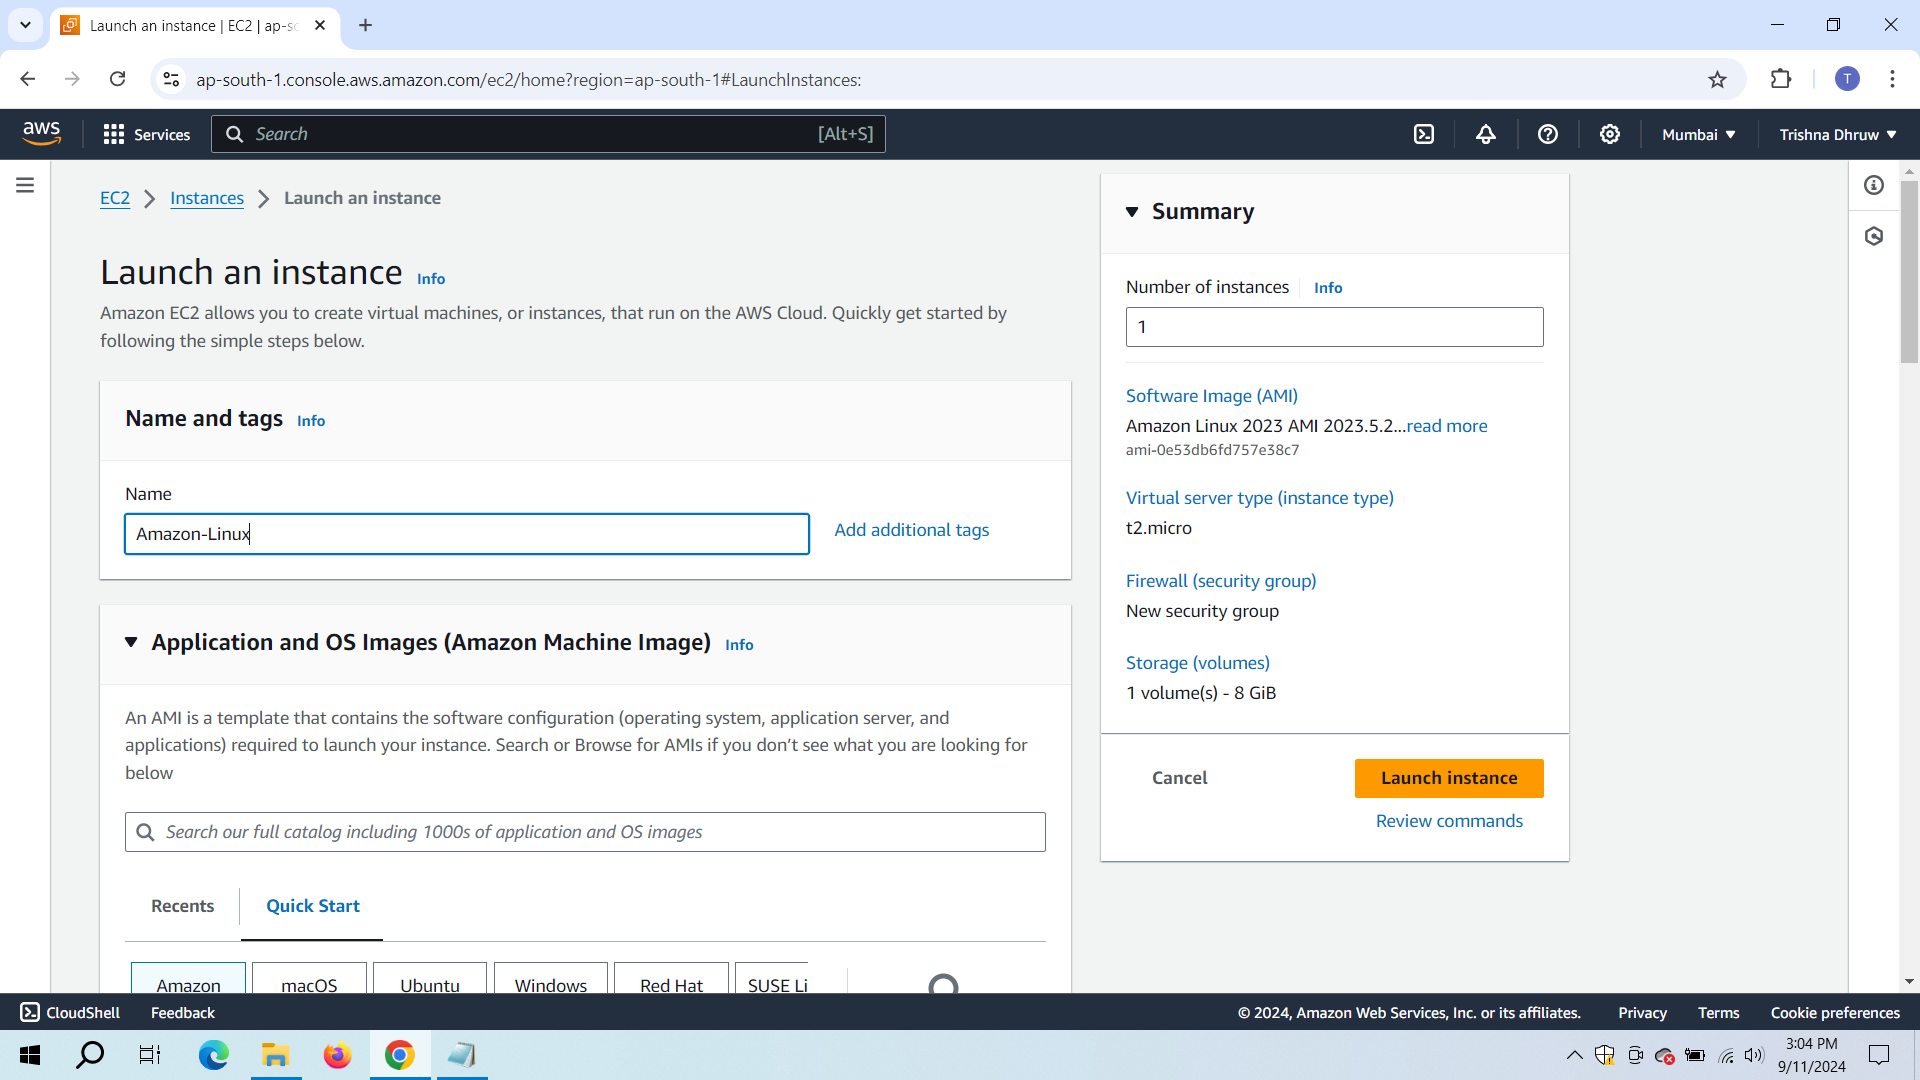 Launch an instance | EC2 | ap-so
ap-south-1.console.aws.amazon.com/ec2/home?region=ap-south-1#LaunchInstances:
T
aws
Services
Search
[Alt+S]
Mumbai
Trishna Dhruw
EC2
Instances
Launch an instance
Launch an instance Info
Amazon EC2 allows you to create virtual machines, or instances, that run on the AWS Cloud. Quickly get started by
following the simple steps below.
Name and tags Info
Name
Amazon-Linux
Add additional tags
Application and OS Images (Amazon Machine Image) Info
An AMI is a template that contains the software configuration (operating system, application server, and
applications) required to launch your instance. Search or Browse for AMIs if you don’t see what you are looking for
below
Search our full catalog including 1000s of application and OS images
Recents
Quick Start
Amazon
macOS
Ubuntu
Windows
Red Hat
SUSE Li
Summary
Number of instances Info
1
Software Image (AMI)
Amazon Linux 2023 AMI 2023.5.2...read more
ami-0e53db6fd757e38c7
Virtual server type (instance type)
t2.micro
Firewall (security group)
New security group
Storage (volumes)
1 volume(s) - 8 GiB
Cancel
Launch instance
Review commands
CloudShell
Feedback
© 2024, Amazon Web Services, Inc. or its affiliates.
Privacy
Terms
Cookie preferences
3:04 PM
9/11/2024